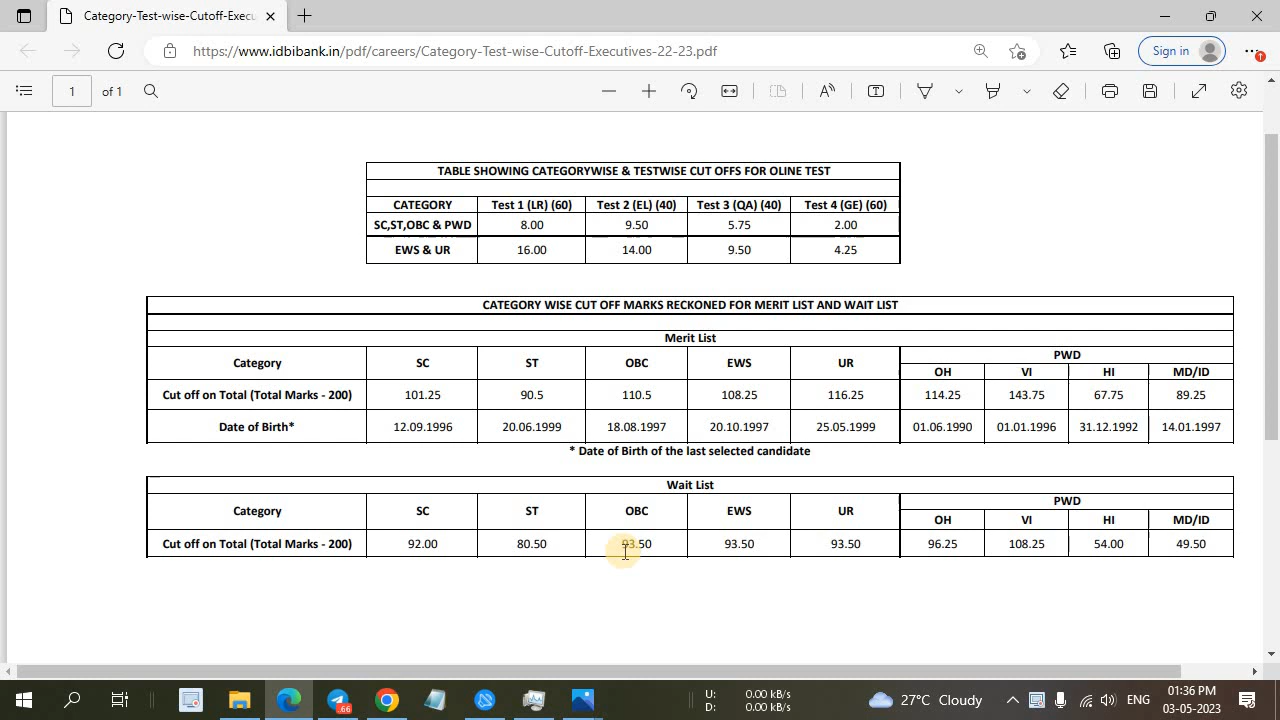 Category-Test-wise-Cutoff-Execu
https://www.idbibank.in/pdf/careers/Category-Test-wise-Cutoff-Executives-22-23.pdf
Sign in
1 of 1
TABLE SHOWING CATEGORYWISE & TESTWISE CUT OFFS FOR OLINE TEST
CATEGORY Test 1 (LR) (60) Test 2 (EL) (40) Test 3 (QA) (40) Test 4 (GE) (60)
SC,ST,OBC & PWD 8.00 9.50 5.75 2.00
EWS & UR 16.00 14.00 9.50 4.25
CATEGORY WISE CUT OFF MARKS RECKONED FOR MERIT LIST AND WAIT LIST
Merit List
Category SC ST OBC EWS UR PWD
OH VI HI MD/ID
Cut off on Total (Total Marks - 200) 101.25 90.5 110.5 108.25 116.25 114.25 143.75 67.75 89.25
Date of Birth* 12.09.1996 20.06.1999 18.08.1997 20.10.1997 25.05.1999 01.06.1990 01.01.1996 31.12.1992 14.01.1997
* Date of Birth of the last selected candidate
Wait List
Category SC ST OBC EWS UR PWD
OH VI HI MD/ID
Cut off on Total (Total Marks - 200) 92.00 80.50 93.50 93.50 93.50 96.25 108.25 54.00 49.50
.66
U: 0.00 kB/s
D: 0.00 kB/s
27°C Cloudy
ENG
01:36 PM
03-05-2023